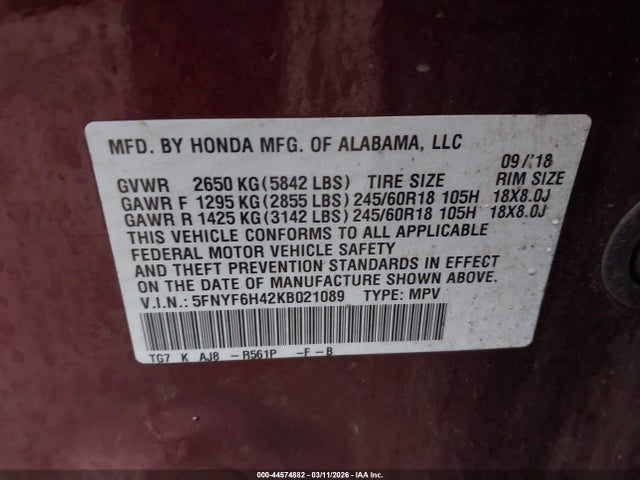 MFD. BY HONDA MFG. OF ALABAMA, LLC
09/'18
GVWR 2650 KG(5842 LBS) TIRE SIZE RIM SIZE
GAWR F 1295 KG(2855 LBS) 245/60R18 105H 18X8.0J
GAWR R 1425 KG(3142 LBS) 245/60R18 105H 18X8.0J
THIS VEHICLE CONFORMS TO ALL APPLICABLE
FEDERAL MOTOR VEHICLE SAFETY
AND THEFT PREVENTION STANDARDS IN EFFECT
ON THE DATE OF MANUFACTURE SHOWN ABOVE.
V.I.N.: 5FNYF6H42KB021089 TYPE: MPV
TG7 K AJ8 -R561P -F-B
000-44574882 - 03/11/2026 - IAA Inc.